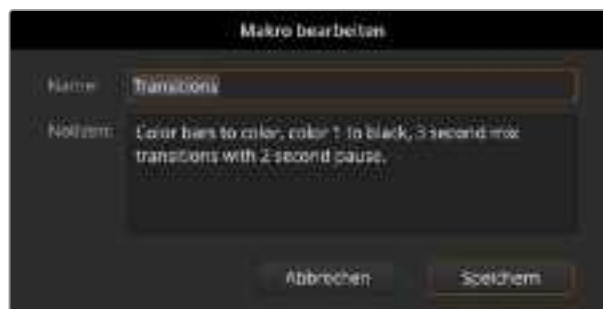 Makro bearbeiten
Name: Transitions
Notizen: Color bars to color, color 1 to black, 3 second mix
transitions with 2 second pause.
Abbrechen Speichern